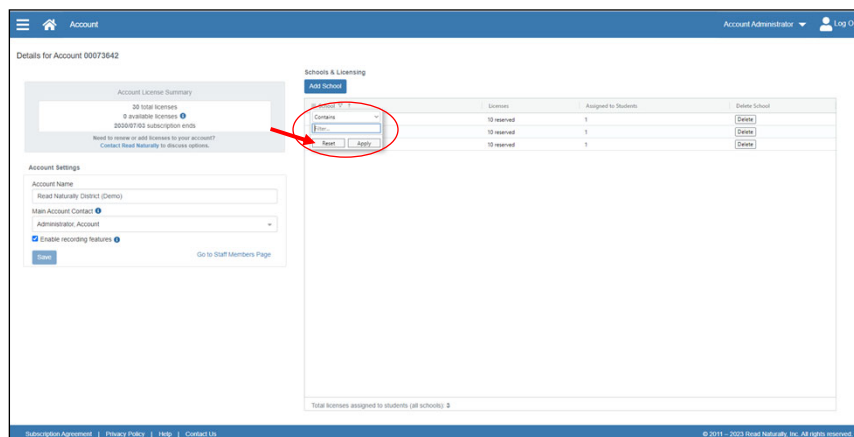 Account
Account Administrator
Log O
Details for Account 00073642
Account License Summary
30 total licenses
0 available licenses
2030/07/03 subscription ends
Need to renew or add licenses to your account?
Contact Read Naturally to discuss options.
Account Settings
Account Name
Read Naturally District (Demo)
Main Account Contact
Administrator, Account
Enable recording features
Save
Go to Staff Members Page
Schools & Licensing
Add School
School
Licenses
Assigned to Students
Delete School
Contains
Filter...
Reset
Apply
10 reserved
1
Delete
10 reserved
1
Delete
10 reserved
1
Delete
Total licenses assigned to students (all schools): 3
Subscription Agreement | Privacy Policy | Help | Contact Us
© 2011 – 2023 Read Naturally, Inc. All rights reserved.